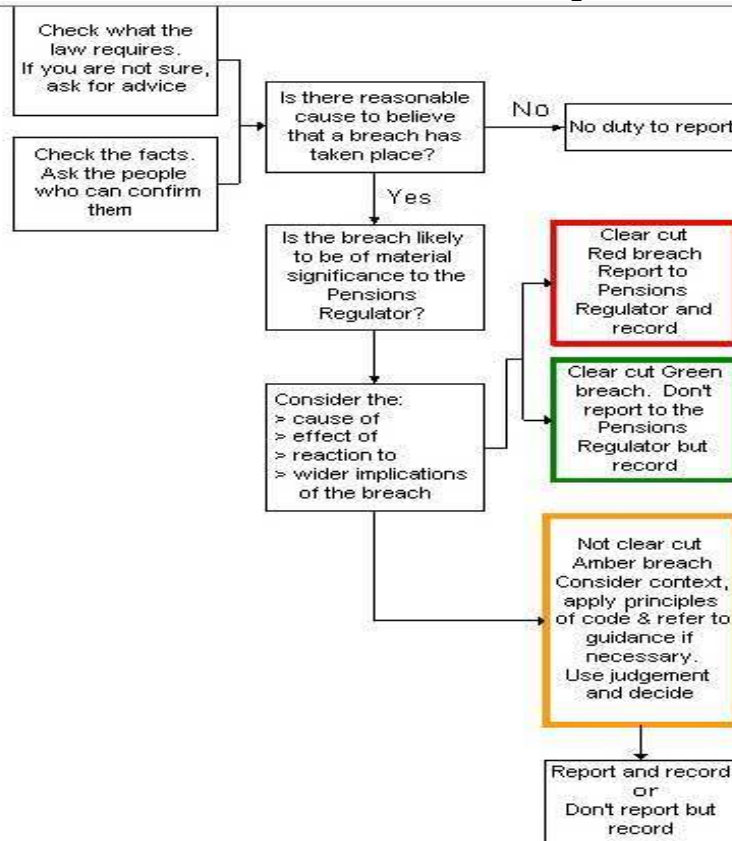 Check what the
law requires.
If you are not sure,
ask for advice
Check the facts.
Ask the people
who can confirm
them
Is there reasonable
cause to believe
that a breach has
taken place?
No
No duty to report
Yes
Is the breach likely
to be of material
significance to the
Pensions
Regulator?
Clear cut
Red breach
Report to
Pensions
Regulator and
record
Clear cut Green
breach. Don't
report to the
Pensions
Regulator but
record
Consider the:
> cause of
> effect of
> reaction to
> wider implications
of the breach
Not clear cut
Amber breach
Consider context,
apply principles
of code & refer to
guidance if
necessary.
Use judgement
and decide
Report and record
or
Don't report but
record